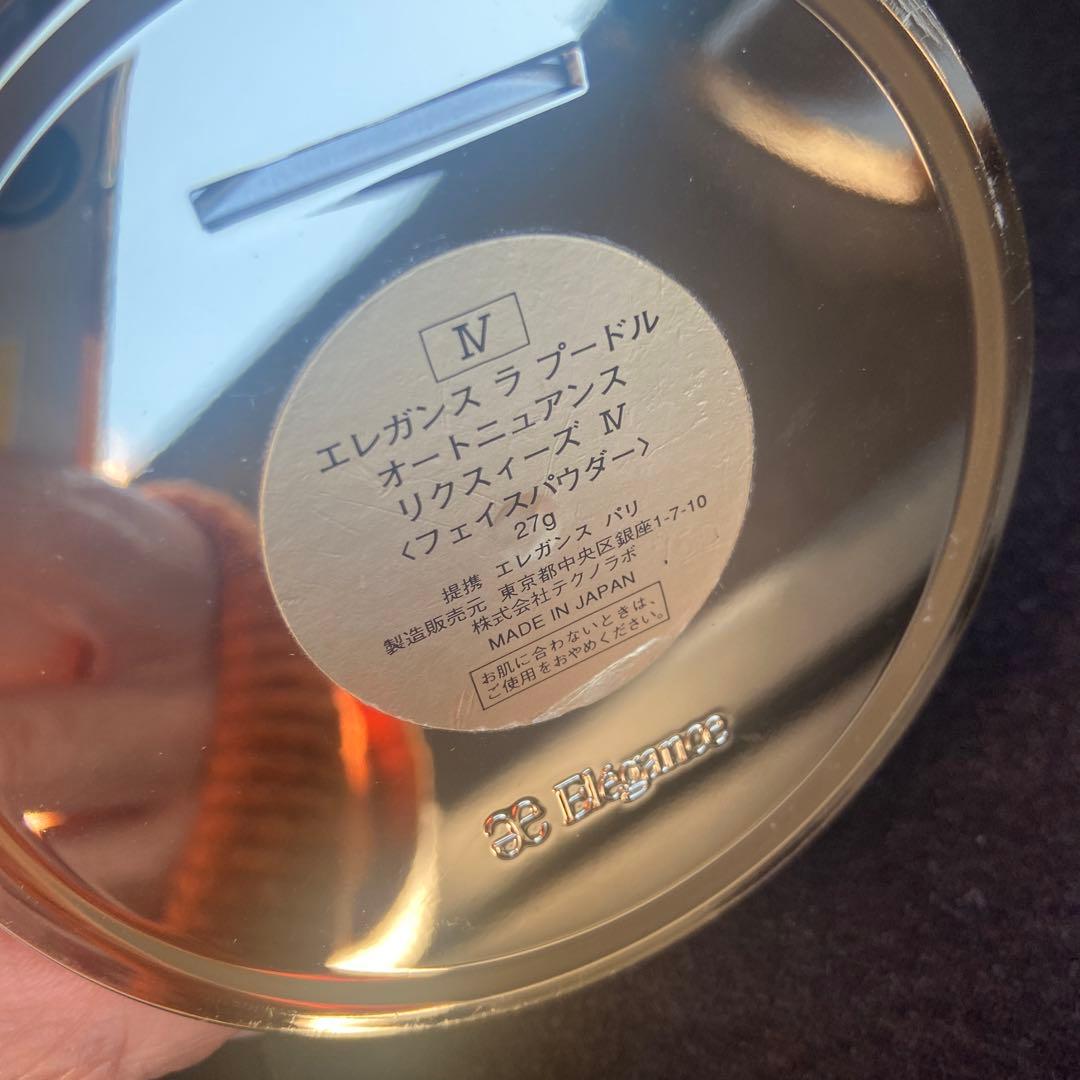 Ⅳ
エレガンス ラ プードル
オートニュアンス
リクスィーズ Ⅳ
〈フェイスパウダー〉
27g
提携 エレガンス パリ
製造販売元 東京都中央区銀座1-7-10
株式会社テクノラボ
MADE IN JAPAN
お肌に合わないときは、
ご使用をおやめください。
æ Elégance